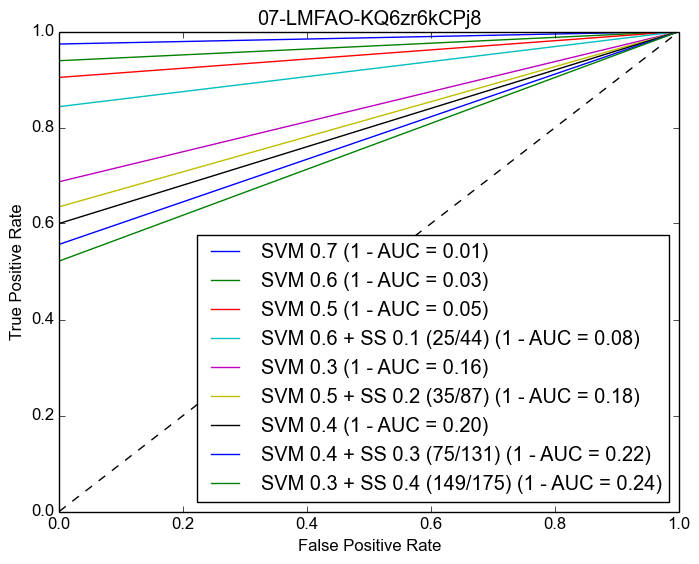 07-LMFAO-KQ6zr6kCPj8
1.0
0.8
0.6
0.4
0.2
0.0
True Positive Rate
SVM 0.7 (1 - AUC = 0.01)
SVM 0.6 (1 - AUC = 0.03)
SVM 0.5 (1 - AUC = 0.05)
SVM 0.6 + SS 0.1 (25/44) (1 - AUC = 0.08)
SVM 0.3 (1 - AUC = 0.16)
SVM 0.5 + SS 0.2 (35/87) (1 - AUC = 0.18)
SVM 0.4 (1 - AUC = 0.20)
SVM 0.4 + SS 0.3 (75/131) (1 - AUC = 0.22)
SVM 0.3 + SS 0.4 (149/175) (1 - AUC = 0.24)
0.0 0.2 0.4 0.6 0.8 1.0
False Positive Rate